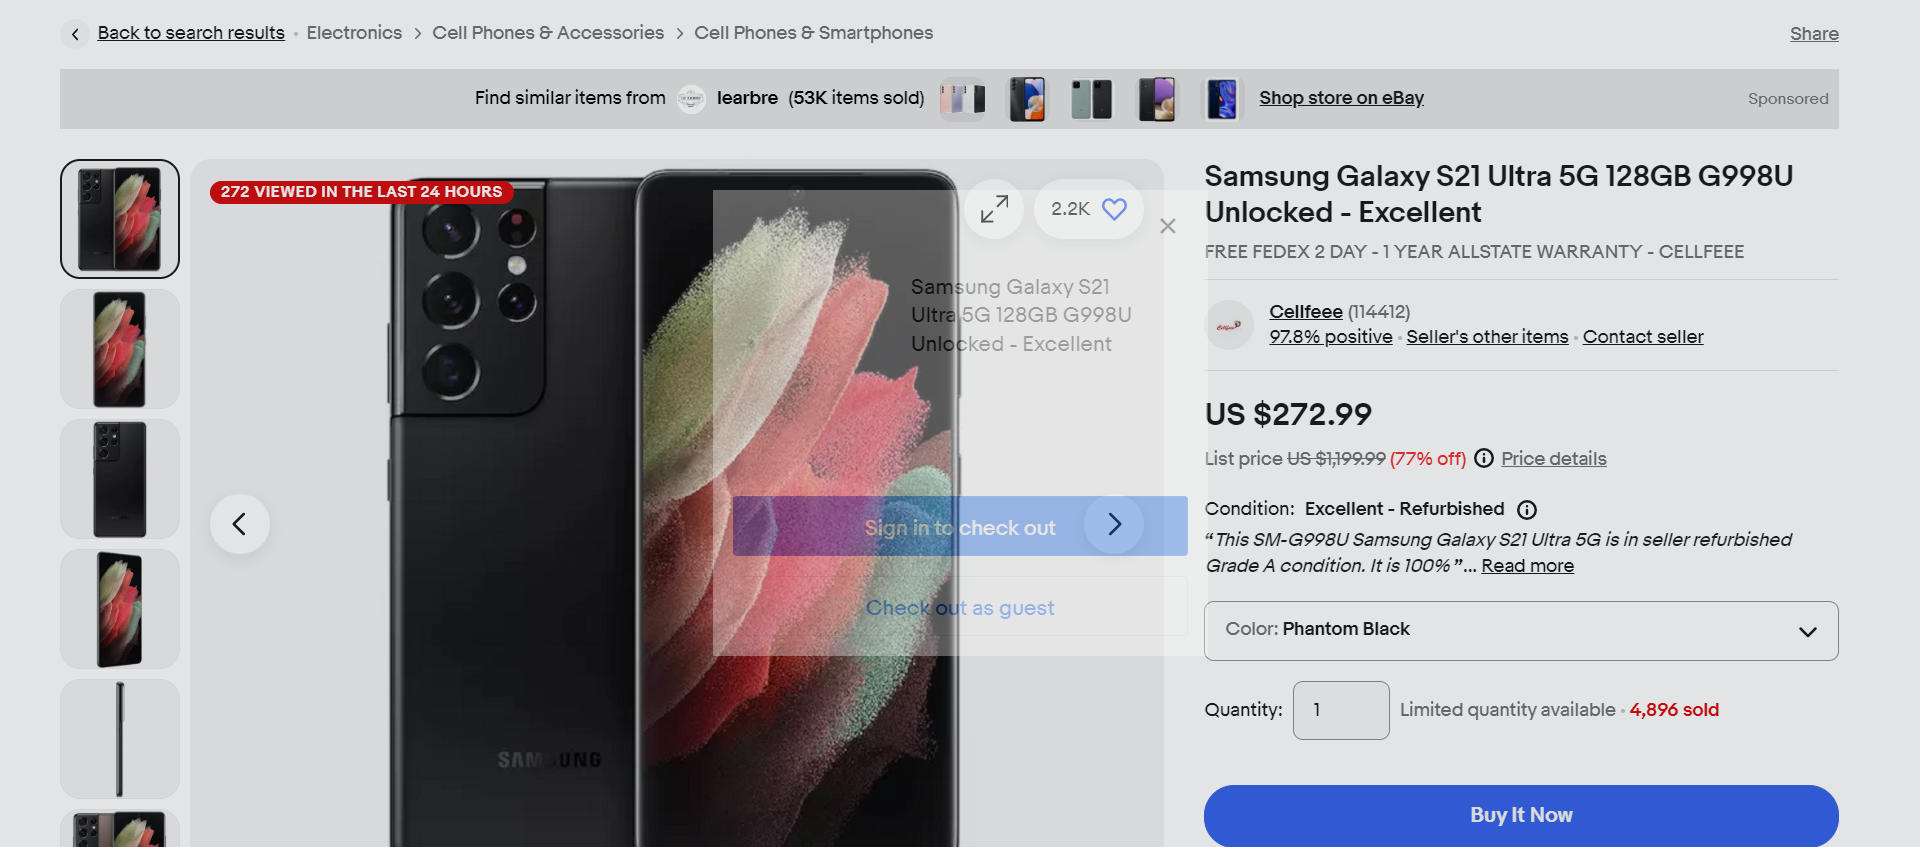 Back to search results • Electronics > Cell Phones & Accessories > Cell Phones & Smartphones
Share
Find similar items from learbre (53K items sold) Shop store on eBay
Sponsored
272 VIEWED IN THE LAST 24 HOURS
2.2K
Samsung Galaxy S21
Ultra 5G 128GB G998U
Unlocked - Excellent
Sign in to check out
Check out as guest
SAMSUNG
Samsung Galaxy S21 Ultra 5G 128GB G998U
Unlocked - Excellent
FREE FEDEX 2 DAY - 1 YEAR ALLSTATE WARRANTY - CELLFEEE
Cellfeee
Cellfeee (114412)
97.8% positive • Seller's other items • Contact seller
US $272.99
List price US $1,199.99 (77% off) Price details
Condition: Excellent - Refurbished
“This SM-G998U Samsung Galaxy S21 Ultra 5G is in seller refurbished
Grade A condition. It is 100%”... Read more
Color: Phantom Black
Quantity: 1 Limited quantity available • 4,896 sold
Buy It Now